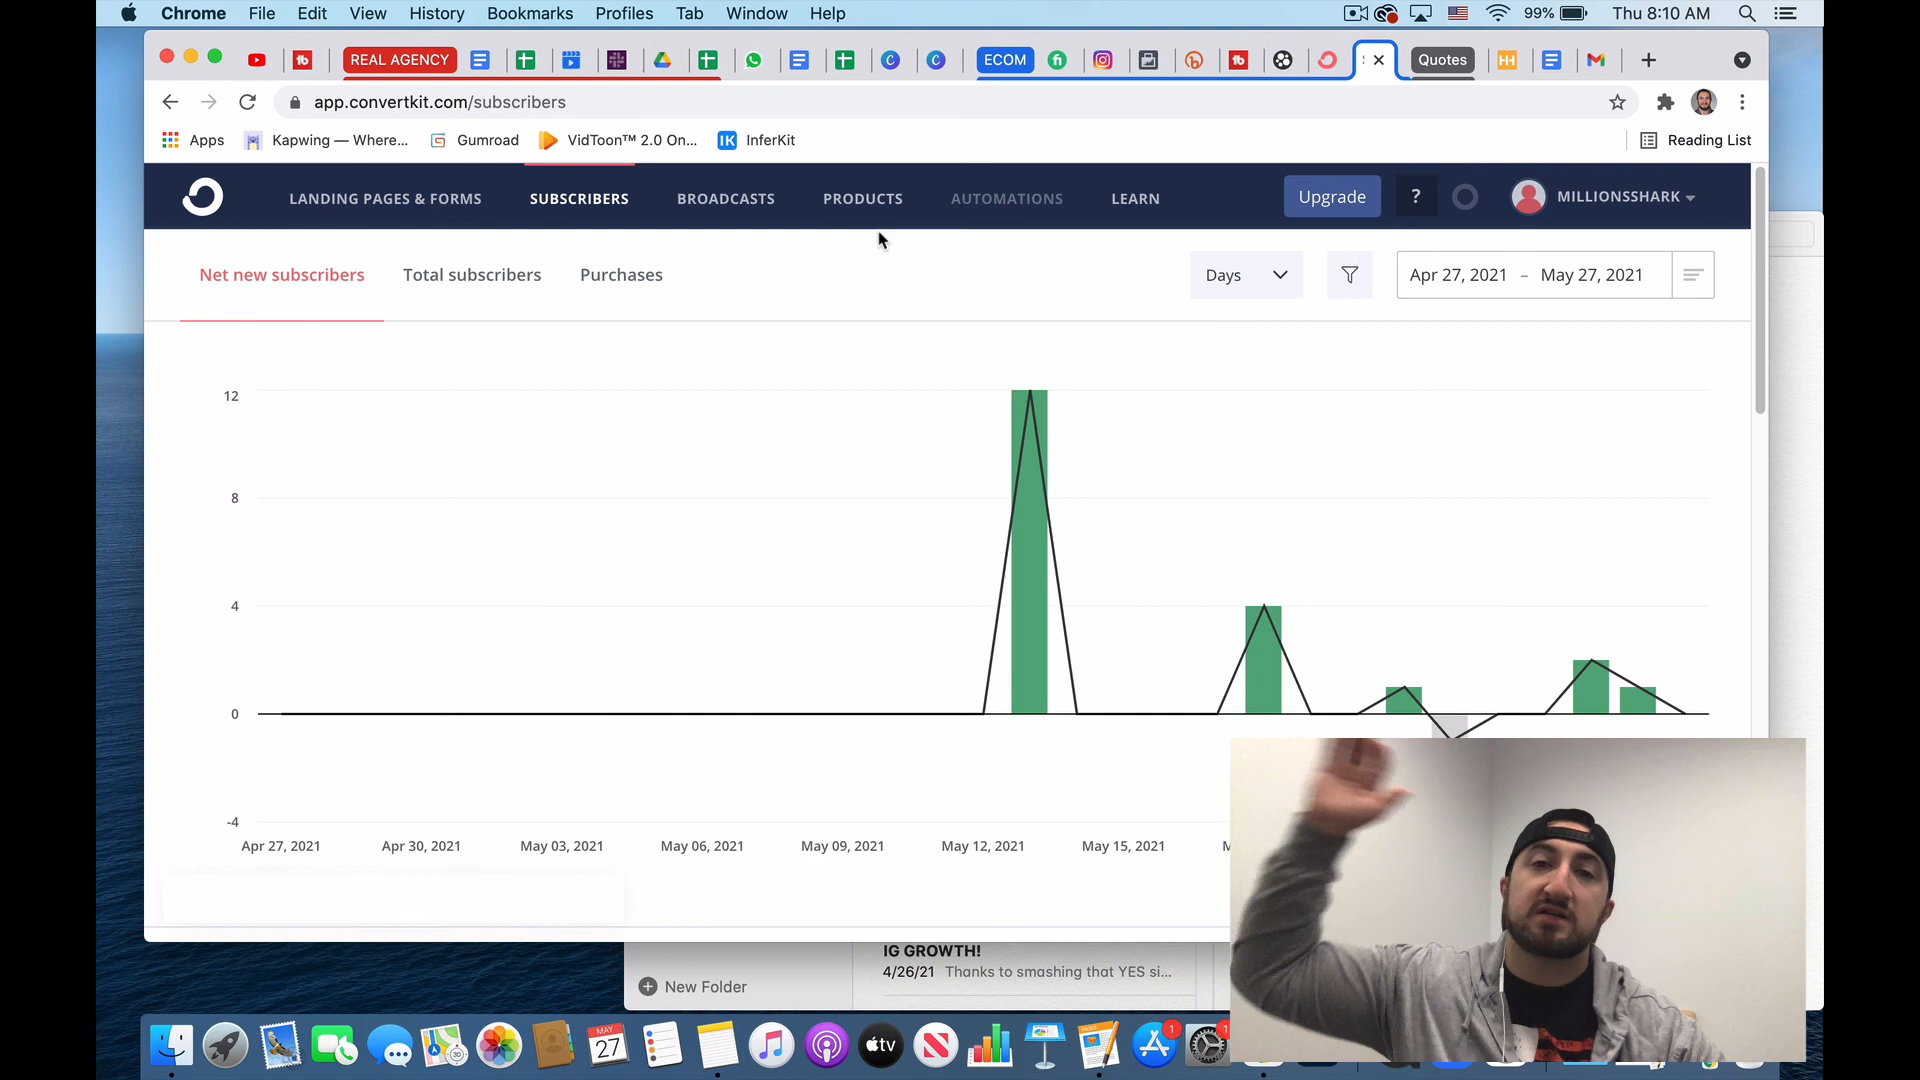 Chrome File Edit View History Bookmarks Profiles Tab Window Help 99% Thu 8:10 AM
REAL AGENCY ECOM Quotes
app.convertkit.com/subscribers
Apps Kapwing — Where... Gumroad VidToon™ 2.0 On... IK InferKit Reading List
LANDING PAGES & FORMS SUBSCRIBERS BROADCASTS PRODUCTS AUTOMATIONS LEARN Upgrade ? MILLIONSSHARK
Net new subscribers Total subscribers Purchases Days Apr 27, 2021 – May 27, 2021
12
8
4
0
-4
Apr 27, 2021 Apr 30, 2021 May 03, 2021 May 06, 2021 May 09, 2021 May 12, 2021 May 15, 2021
IG GROWTH!
4/26/21 Thanks to smashing that YES si...
New Folder
MAY
27
tv
1
1